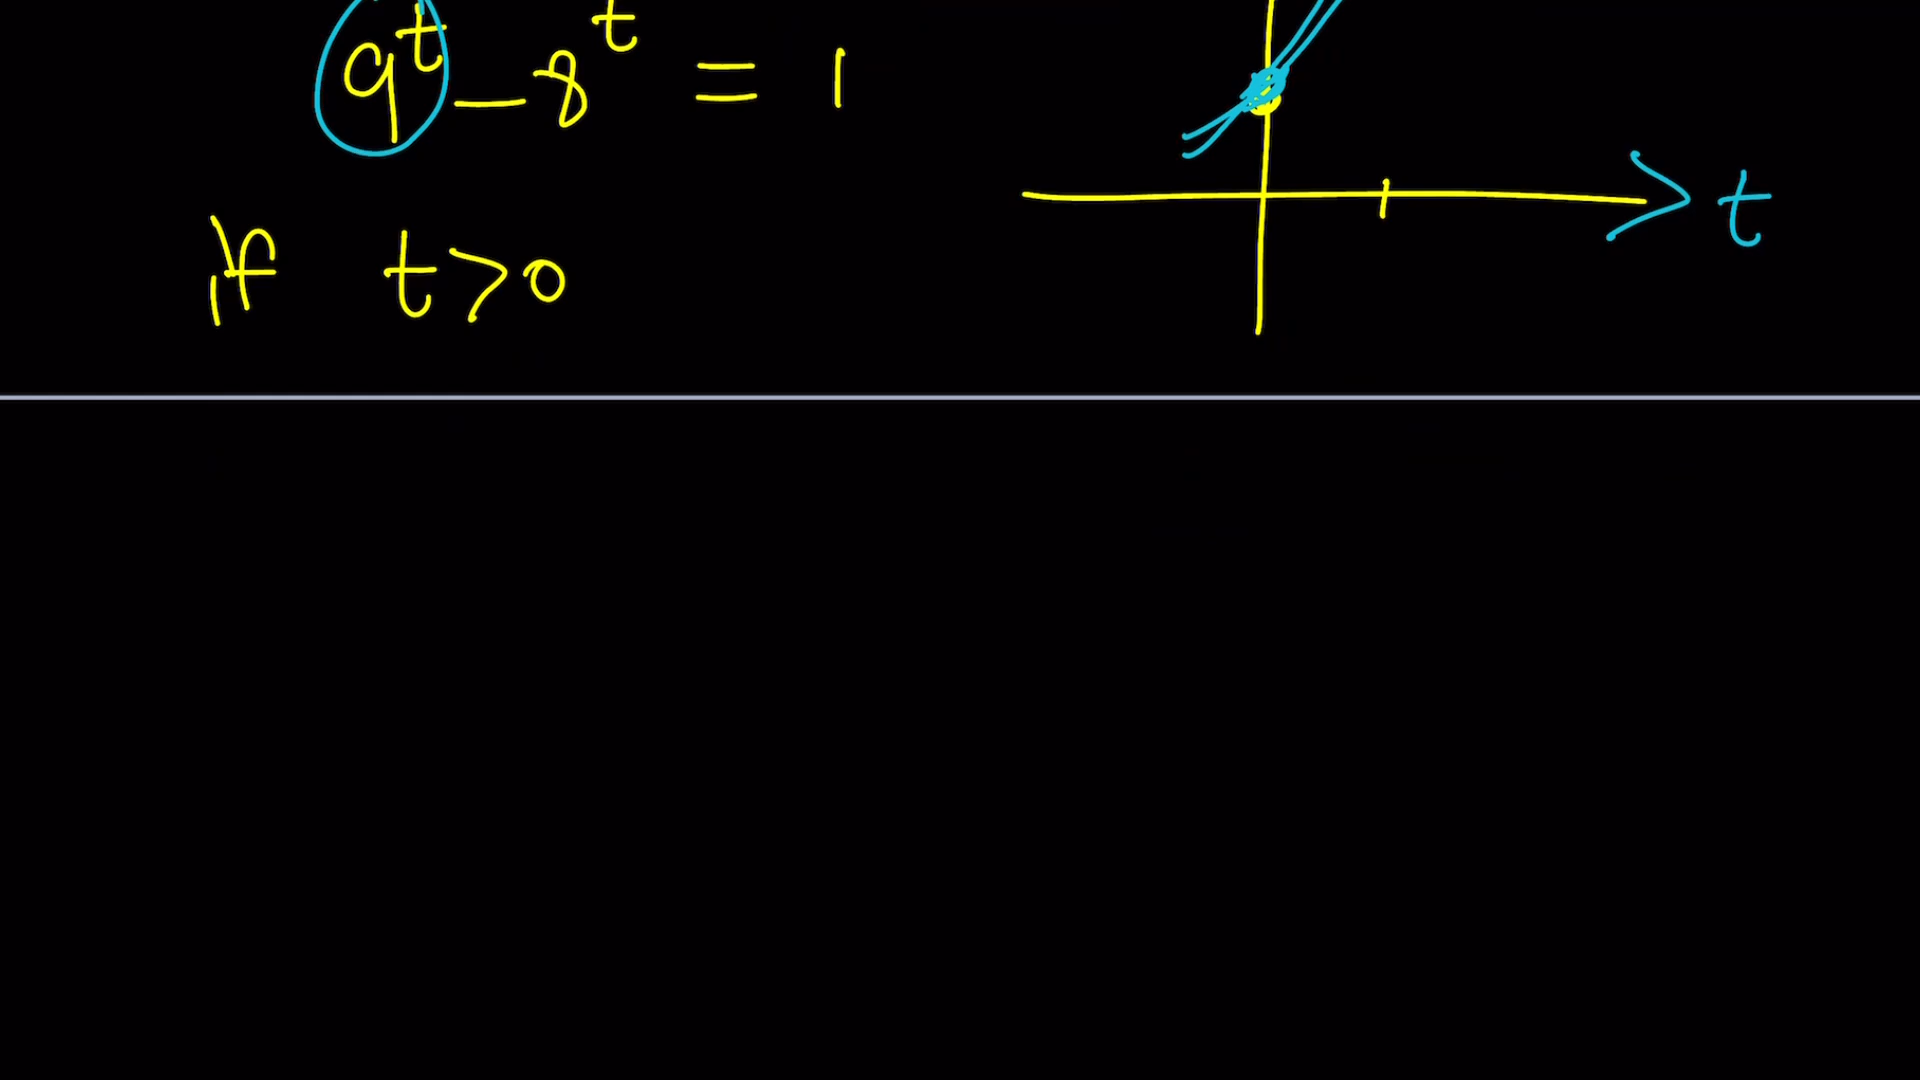 9^t - 8^t = 1
t
if t > 0